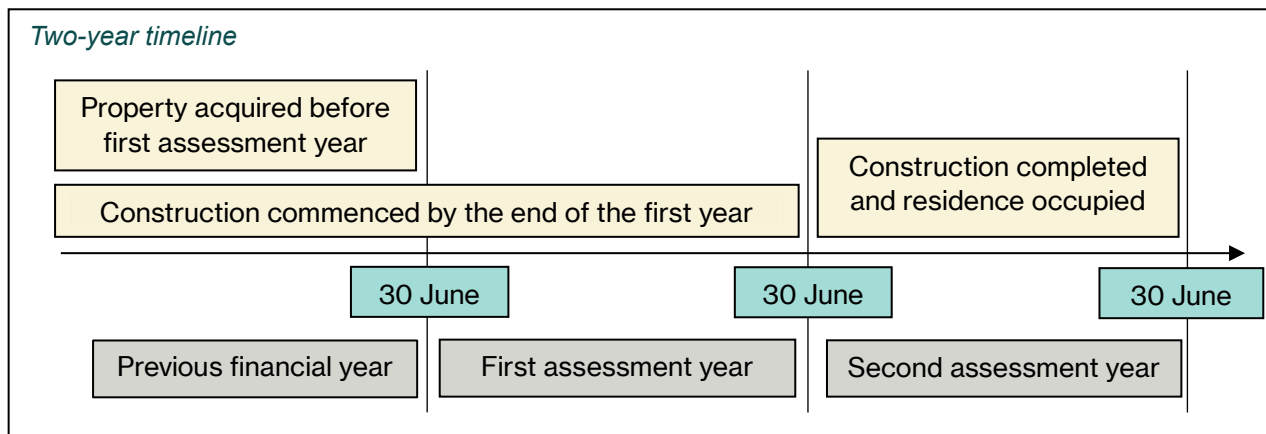 Two-year timeline
Property acquired before
first assessment year
Construction commenced by the end of the first year
Construction completed
and residence occupied
30 June
30 June
30 June
Previous financial year
First assessment year
Second assessment year